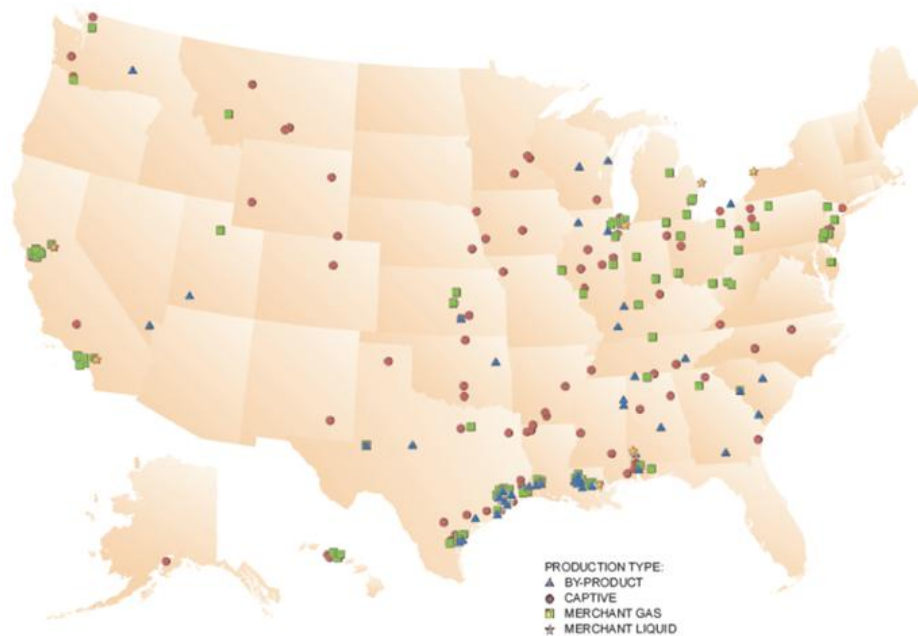 PRODUCTION TYPE:
BY-PRODUCT
CAPTIVE
MERCHANT GAS
MERCHANT LIQUID